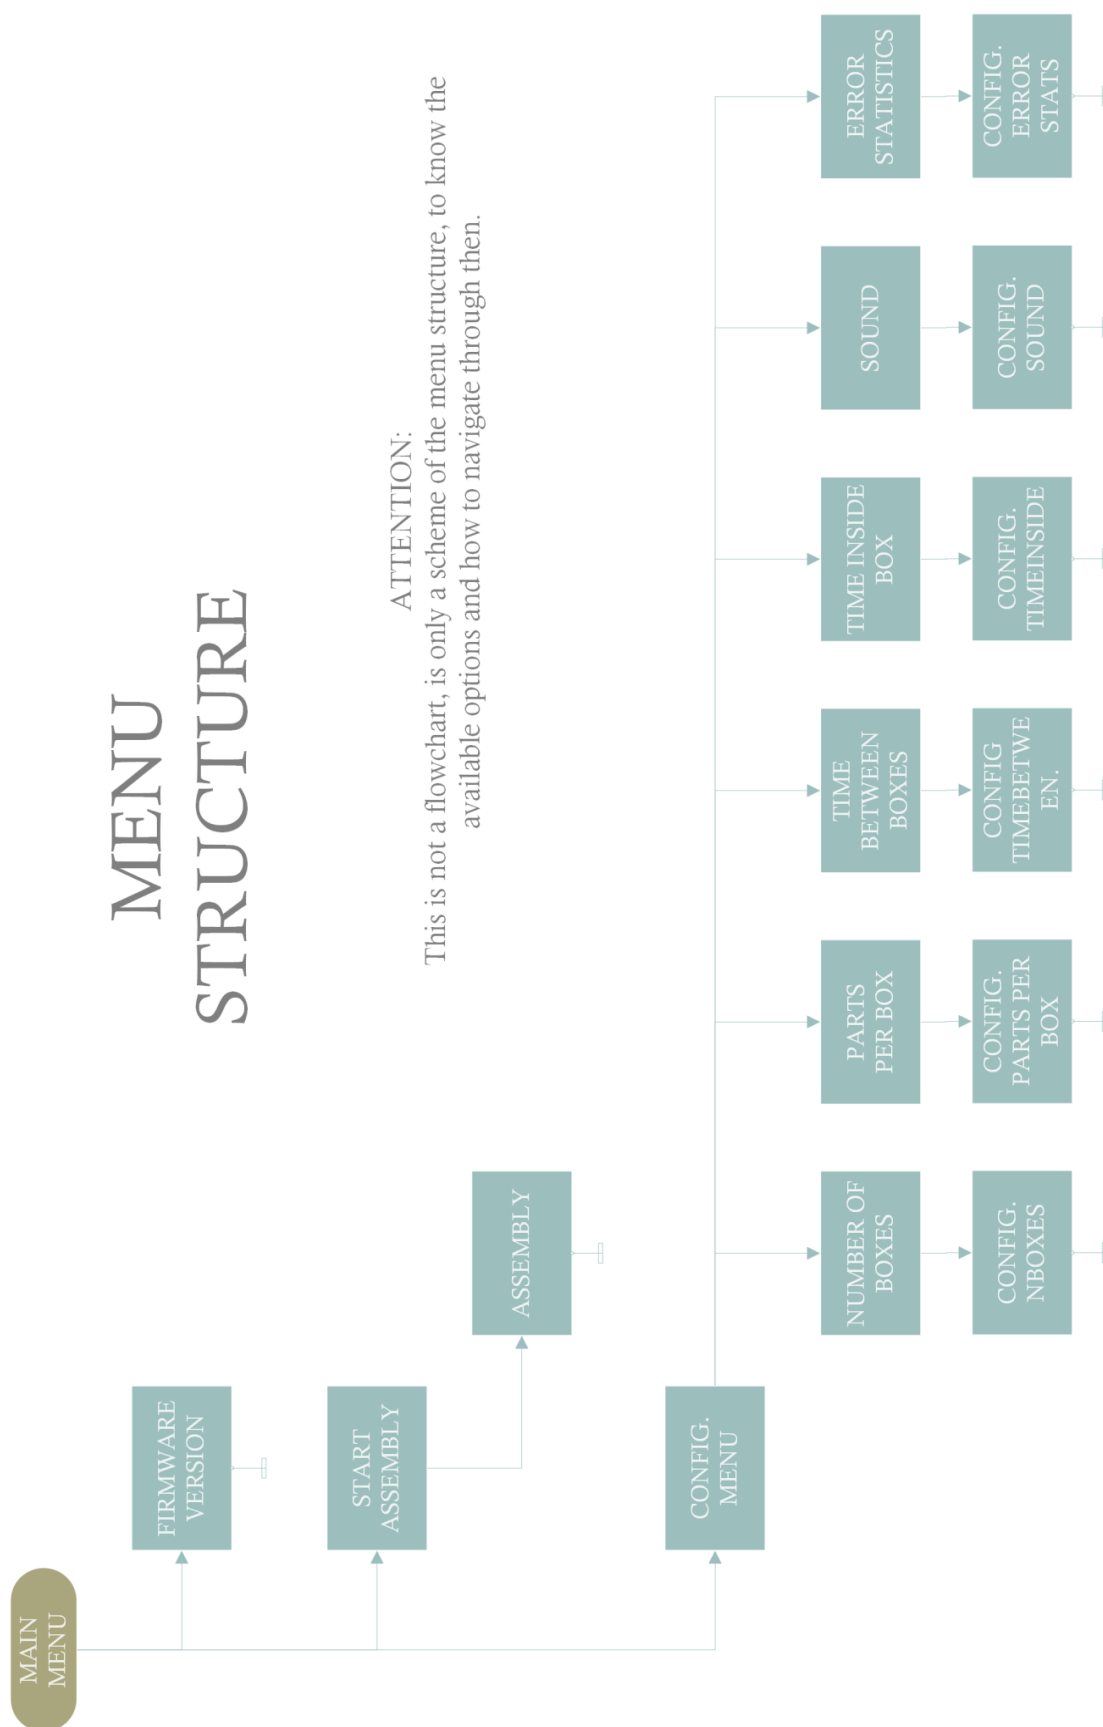 MENU
STRUCTURE
ATTENTION:
This is not a flowchart, is only a scheme of the menu structure, to know the
available options and how to navigate through then.
MAIN
MENU
FIRMWARE
VERSION
START
ASSEMBLY
ASSEMBLY
CONFIG.
MENU
NUMBER OF
BOXES
PARTS
PER BOX
TIME
BETWEEN
BOXES
TIME INSIDE
BOX
SOUND
ERROR
STATISTICS
CONFIG.
NBOXES
CONFIG.
PARTS PER
BOX
CONFIG
TIMEBETWE
EN.
CONFIG.
TIMEINSIDE
CONFIG.
SOUND
CONFIG.
ERROR
STATS